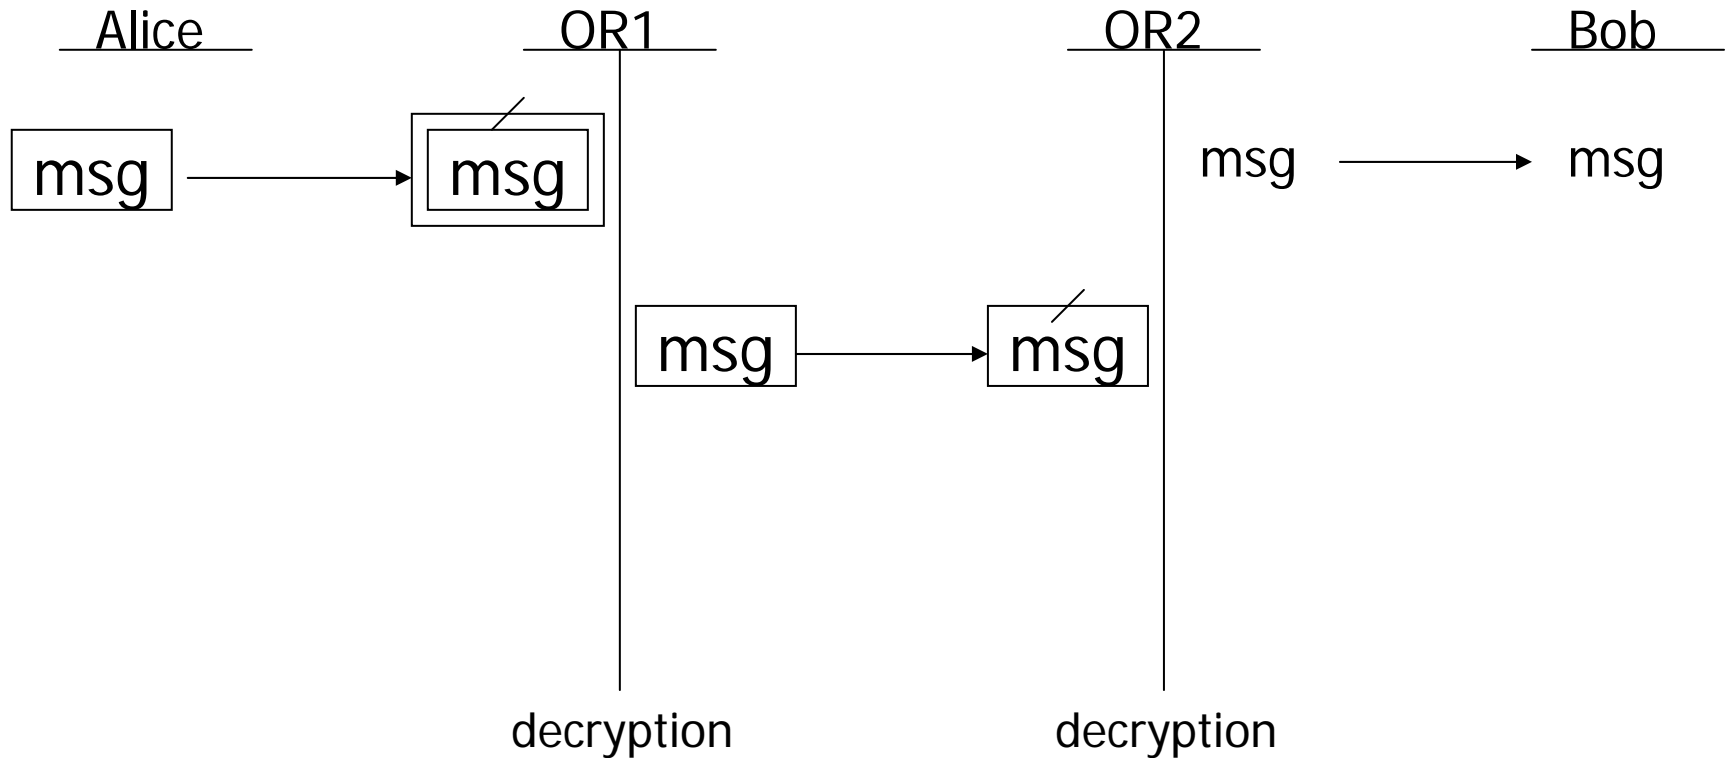 Alice
OR1
OR2
Bob
msg
msg
msg
msg
msg
msg
decryption
decryption